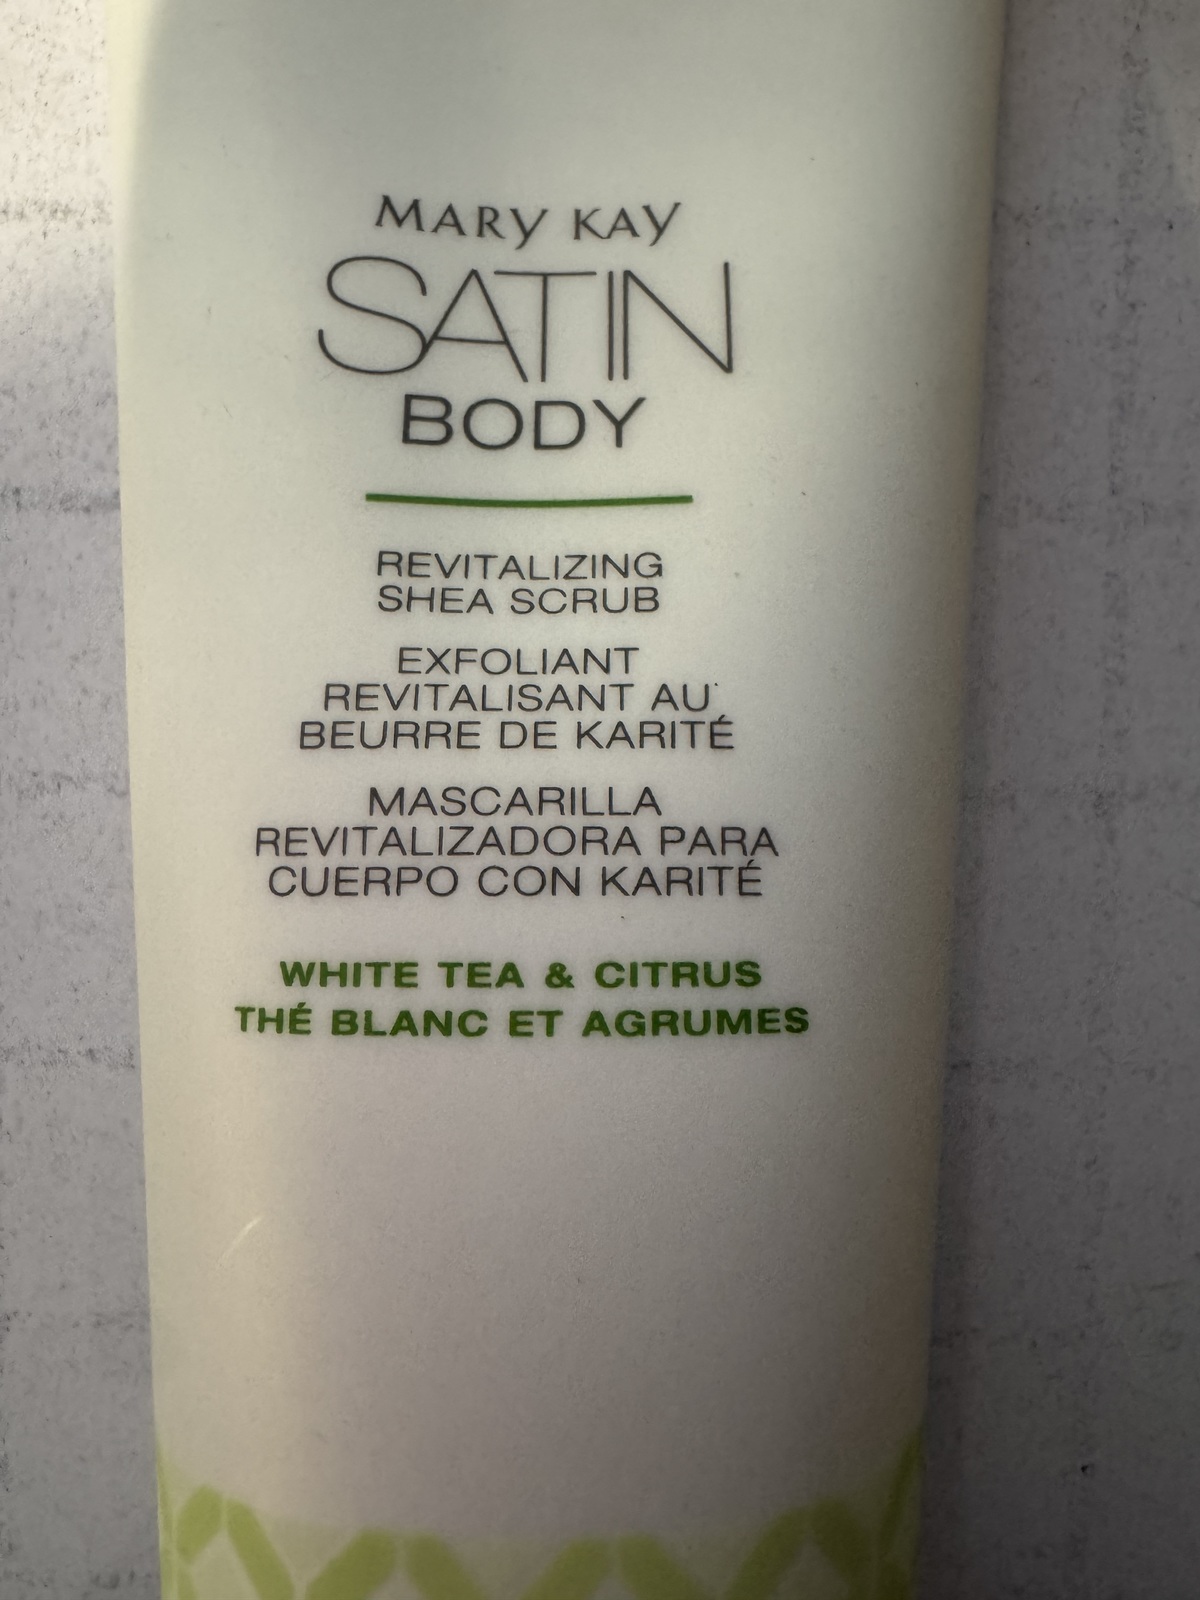 MARY KAY
SATIN
BODY
REVITALIZING
SHEA SCRUB
EXFOLIANT
REVITALISANT AU
BEURRE DE KARITÉ
MASCARILLA
REVITALIZADORA PARA
CUERPO CON KARITÉ
WHITE TEA & CITRUS
THÉ BLANC ET AGRUMES